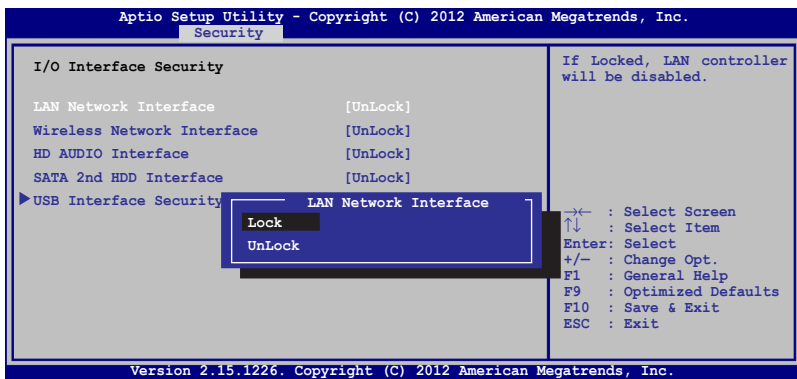 Aptio Setup Utility - Copyright (C) 2012 American Megatrends, Inc.
Security
I/O Interface Security
LAN Network Interface [UnLock]
Wireless Network Interface [UnLock]
HD AUDIO Interface [UnLock]
SATA 2nd HDD Interface [UnLock]
USB Interface Security
LAN Network Interface
Lock
UnLock
If Locked, LAN controller
will be disabled.
→← : Select Screen
↑↓ : Select Item
Enter: Select
+/— : Change Opt.
F1 : General Help
F9 : Optimized Defaults
F10 : Save & Exit
ESC : Exit
Version 2.15.1226. Copyright (C) 2012 American Megatrends, Inc.